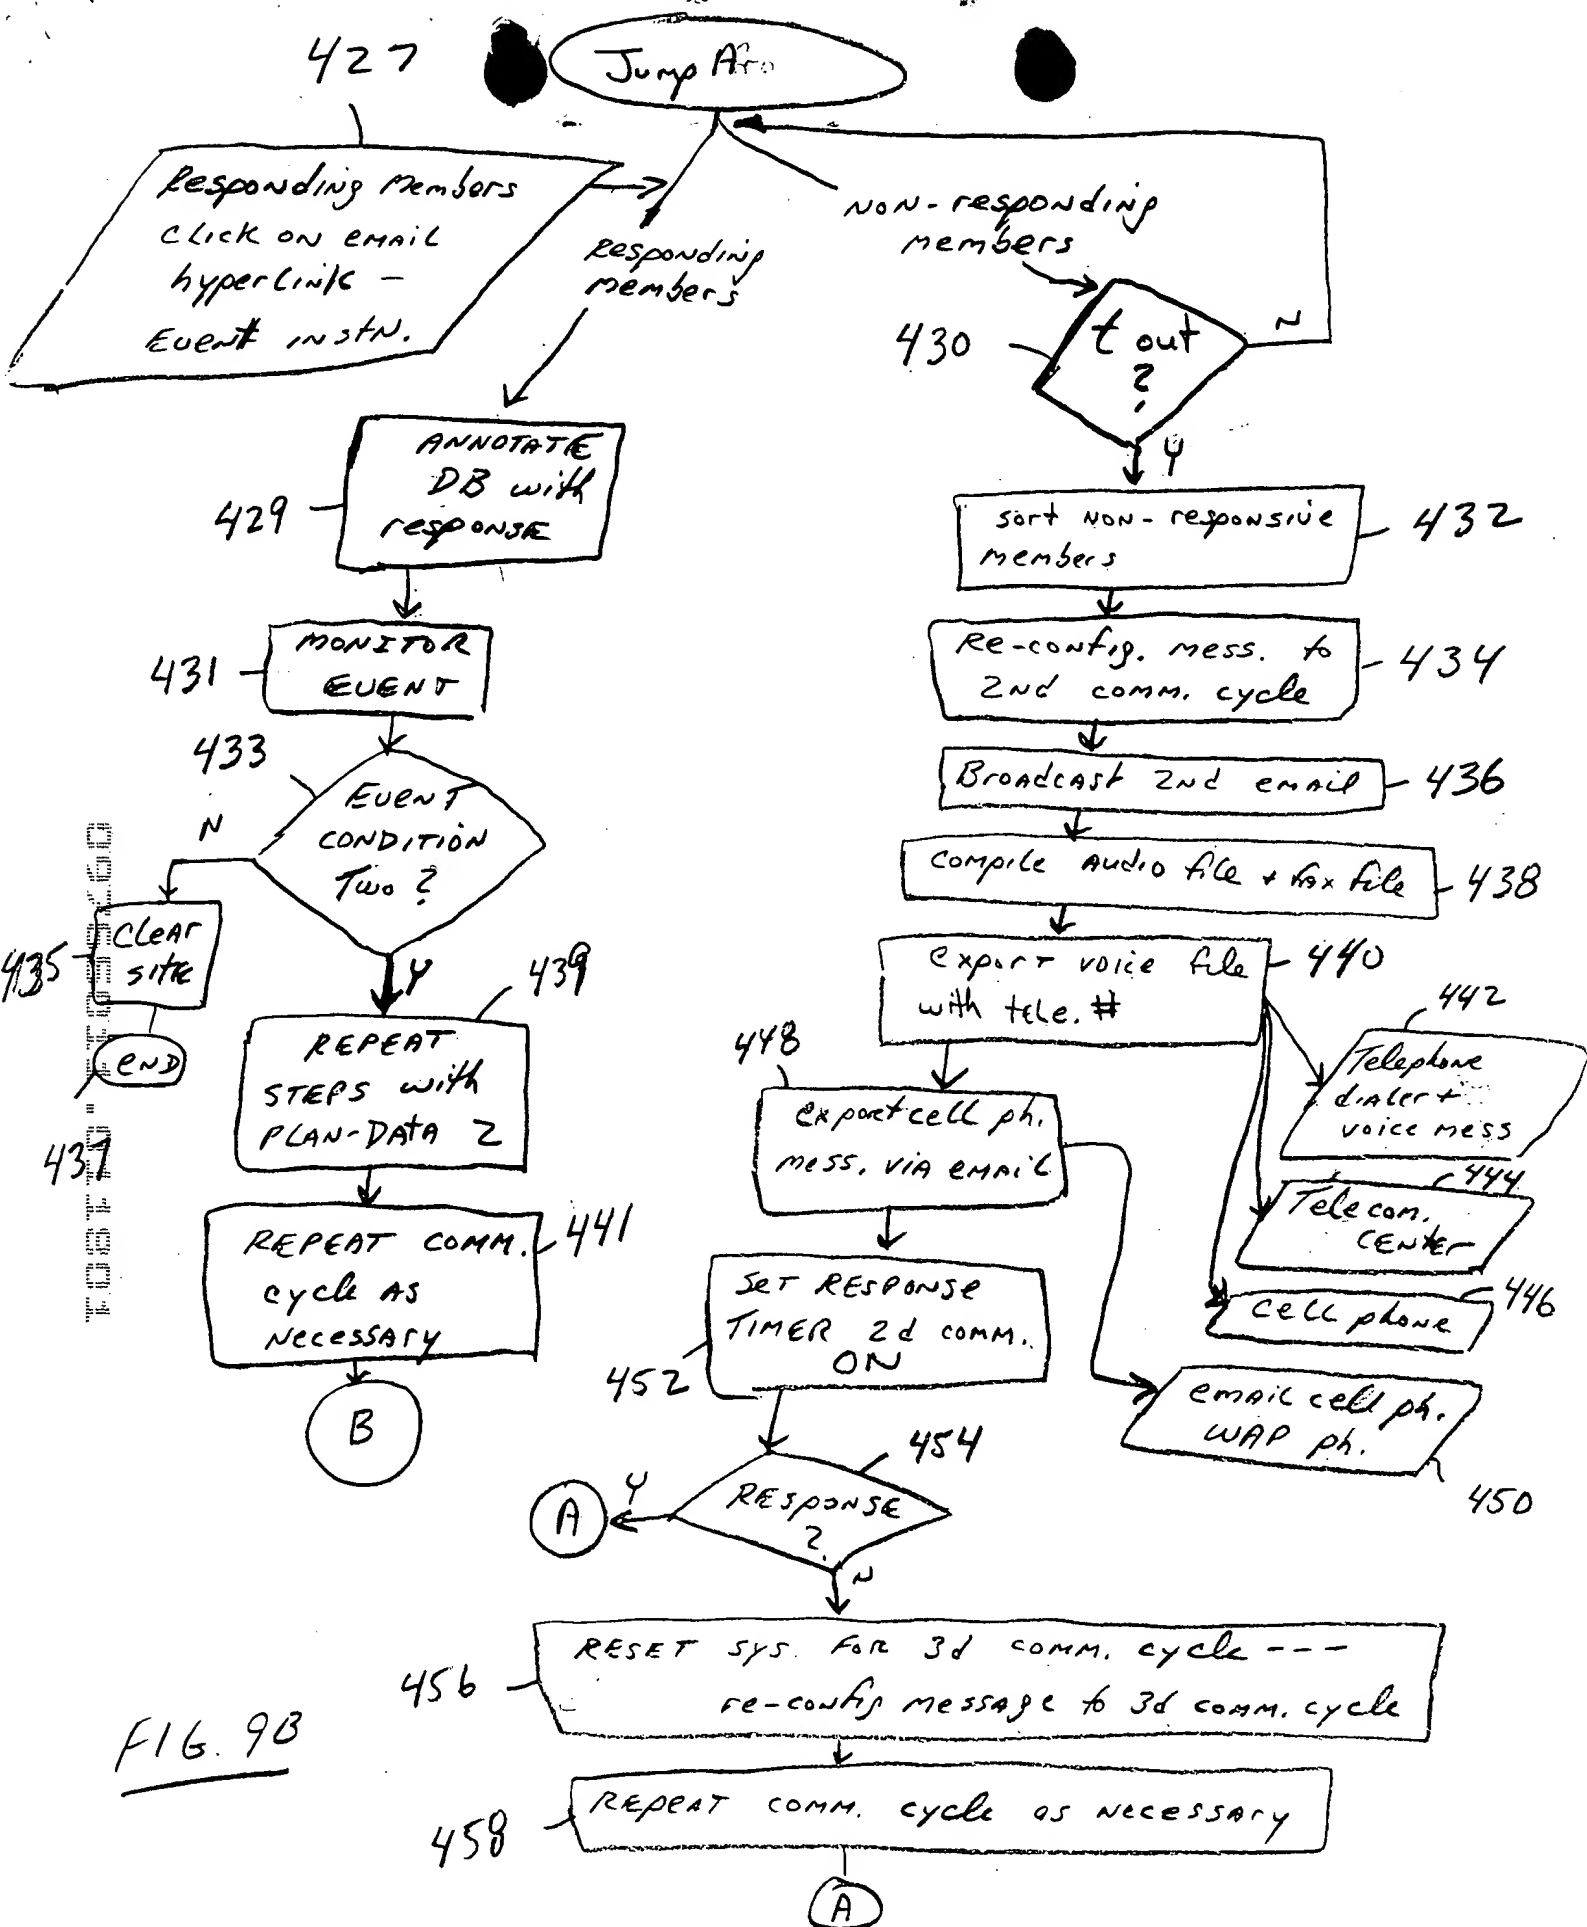 427
Jump
Responding Members
click on email
hyperlink -
Event instn.
Responding
members
Non-responding
members
430
t out
?
N
Y
ANNOTATE
DB with
response
429
sort non-responsive
members
432
MONITOR
EVENT
431
Re-config. mess. to
2nd comm. cycle
434
433
Event
CONDITION
Two ?
N
Y
Broadcast 2nd email
436
Compile Audio file + fax file
438
Clear
site
435
END
437
439
REPEAT
STEPS with
PLAN-DATA 2
export voice file
with tele. #
440
442
Telephone
dialer +
voice mess
448
export cell ph.
mess. via email
444
Telecom.
CENTER
446
cell phone
REPEAT COMM.
cycle AS
Necessary
441
B
SET RESPONSE
TIMER 2d comm.
ON
452
email cell ph.
WAP ph.
450
454
Response
?
Y
A
N
RESET sys. FOR 3d comm. cycle ---
re-config message to 3d comm. cycle
456
FIG. 9B
REPEAT comm. cycle as necessary
458
A